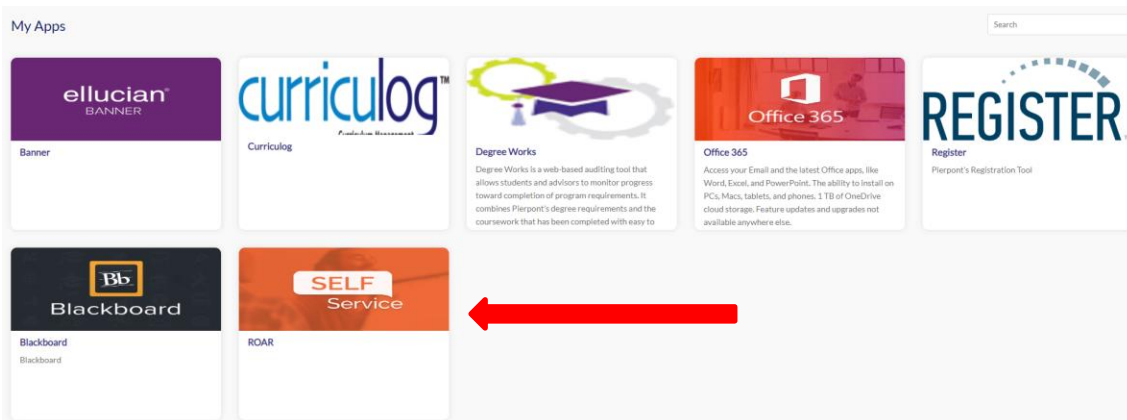 My Apps
Search
ellucian
BANNER
Banner
curriculog™
Curriculog
Degree Works
Degree Works is a web-based auditing tool that
allows students and advisors to monitor progress
toward completion of program requirements. It
combines Pierpont's degree requirements and the
coursework that has been completed with easy to
Office 365
Office 365
Access your Email and the latest Office apps, like
Word, Excel, and PowerPoint. The ability to install on
PCs, Macs, tablets, and phones. 1 TB of OneDrive
cloud storage. Feature updates and upgrades not
available anywhere else.
REGISTER
Register
Pierpont's Registration Tool
Bb
Blackboard
Blackboard
Blackboard
SELF
Service
ROAR